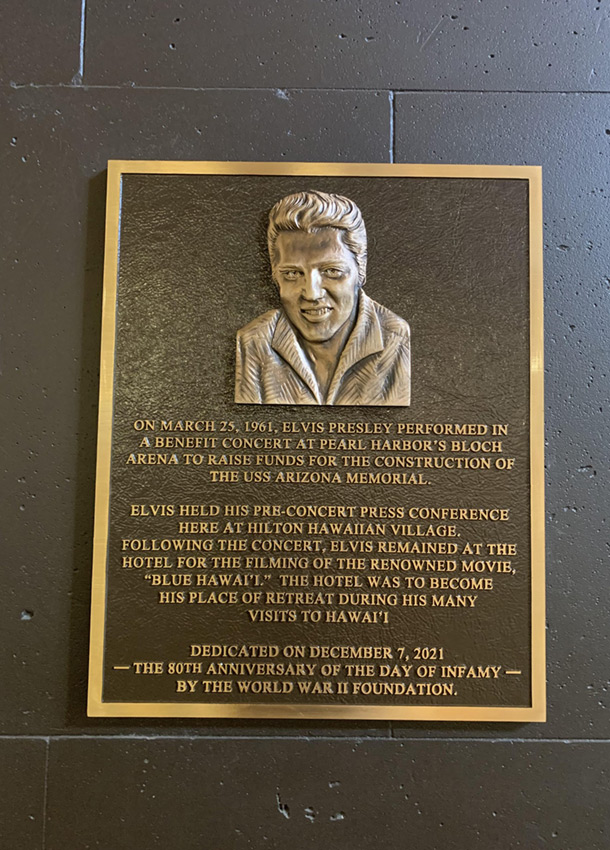 ON MARCH 25, 1961, ELVIS PRESLEY PERFORMED IN
A BENEFIT CONCERT AT PEARL HARBOR'S BLOCH
ARENA TO RAISE FUNDS FOR THE CONSTRUCTION OF
THE USS ARIZONA MEMORIAL.
ELVIS HELD HIS PRE-CONCERT PRESS CONFERENCE
HERE AT HILTON HAWAIIAN VILLAGE.
FOLLOWING THE CONCERT, ELVIS REMAINED AT THE
HOTEL FOR THE FILMING OF THE RENOWNED MOVIE,
"BLUE HAWAI'I." THE HOTEL WAS TO BECOME
HIS PLACE OF RETREAT DURING HIS MANY
VISITS TO HAWAI'I
DEDICATED ON DECEMBER 7, 2021
— THE 80TH ANNIVERSARY OF THE DAY OF INFAMY —
BY THE WORLD WAR II FOUNDATION.